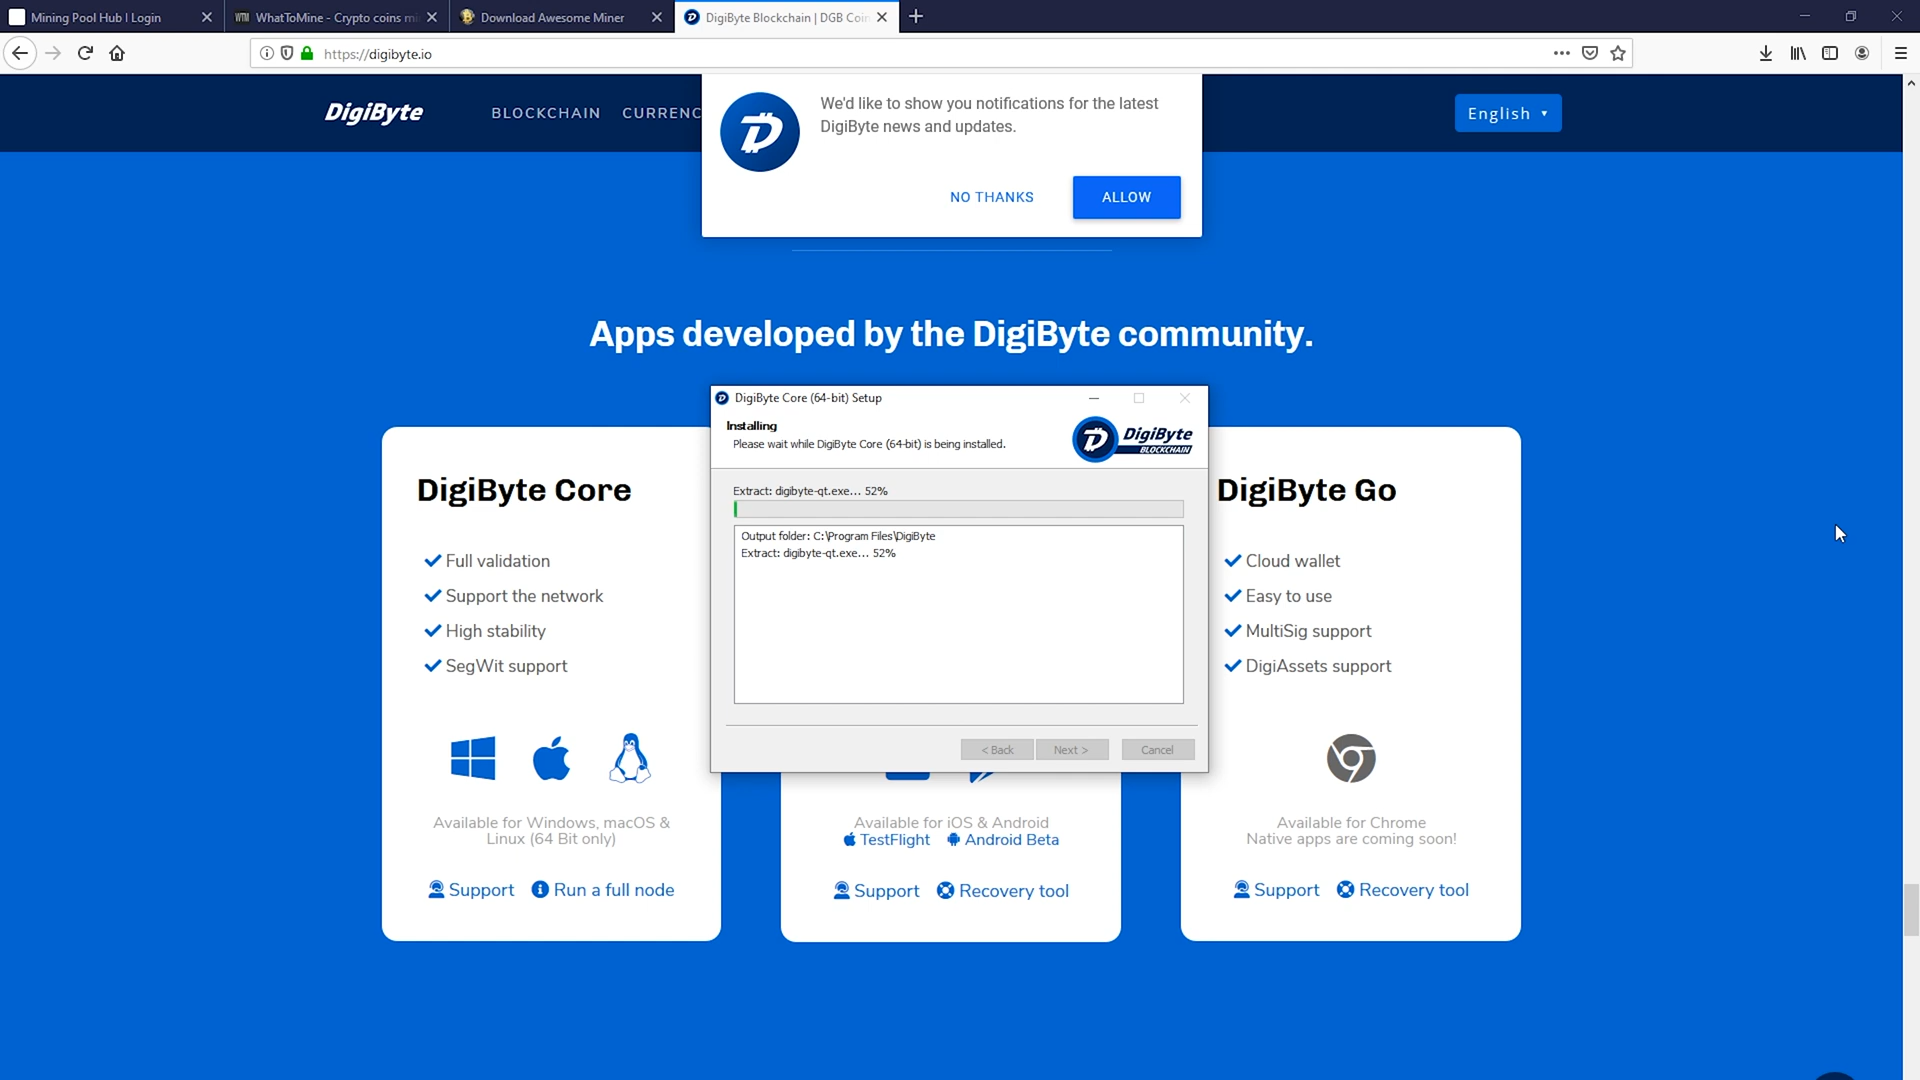 Mining Pool Hub | Login
WhatToMine - Crypto coins mi
Download Awesome Miner
DigiByte Blockchain | DGB Coin
https://digibyte.io
DigiByte
BLOCKCHAIN
CURRENC
English
We'd like to show you notifications for the latest
DigiByte news and updates.
NO THANKS
ALLOW
Apps developed by the DigiByte community.
DigiByte Core (64-bit) Setup
Installing
Please wait while DigiByte Core (64-bit) is being installed.
DigiByte
BLOCKCHAIN
Extract: digibyte-qt.exe... 52%
Output folder: C:\Program Files\DigiByte
Extract: digibyte-qt.exe... 52%
< Back
Next >
Cancel
DigiByte Core
Full validation
Support the network
High stability
SegWit support
Available for Windows, macOS &
Linux (64 Bit only)
Support
Run a full node
Available for iOS & Android
TestFlight
Android Beta
Support
Recovery tool
DigiByte Go
Cloud wallet
Easy to use
MultiSig support
DigiAssets support
Available for Chrome
Native apps are coming soon!
Support
Recovery tool